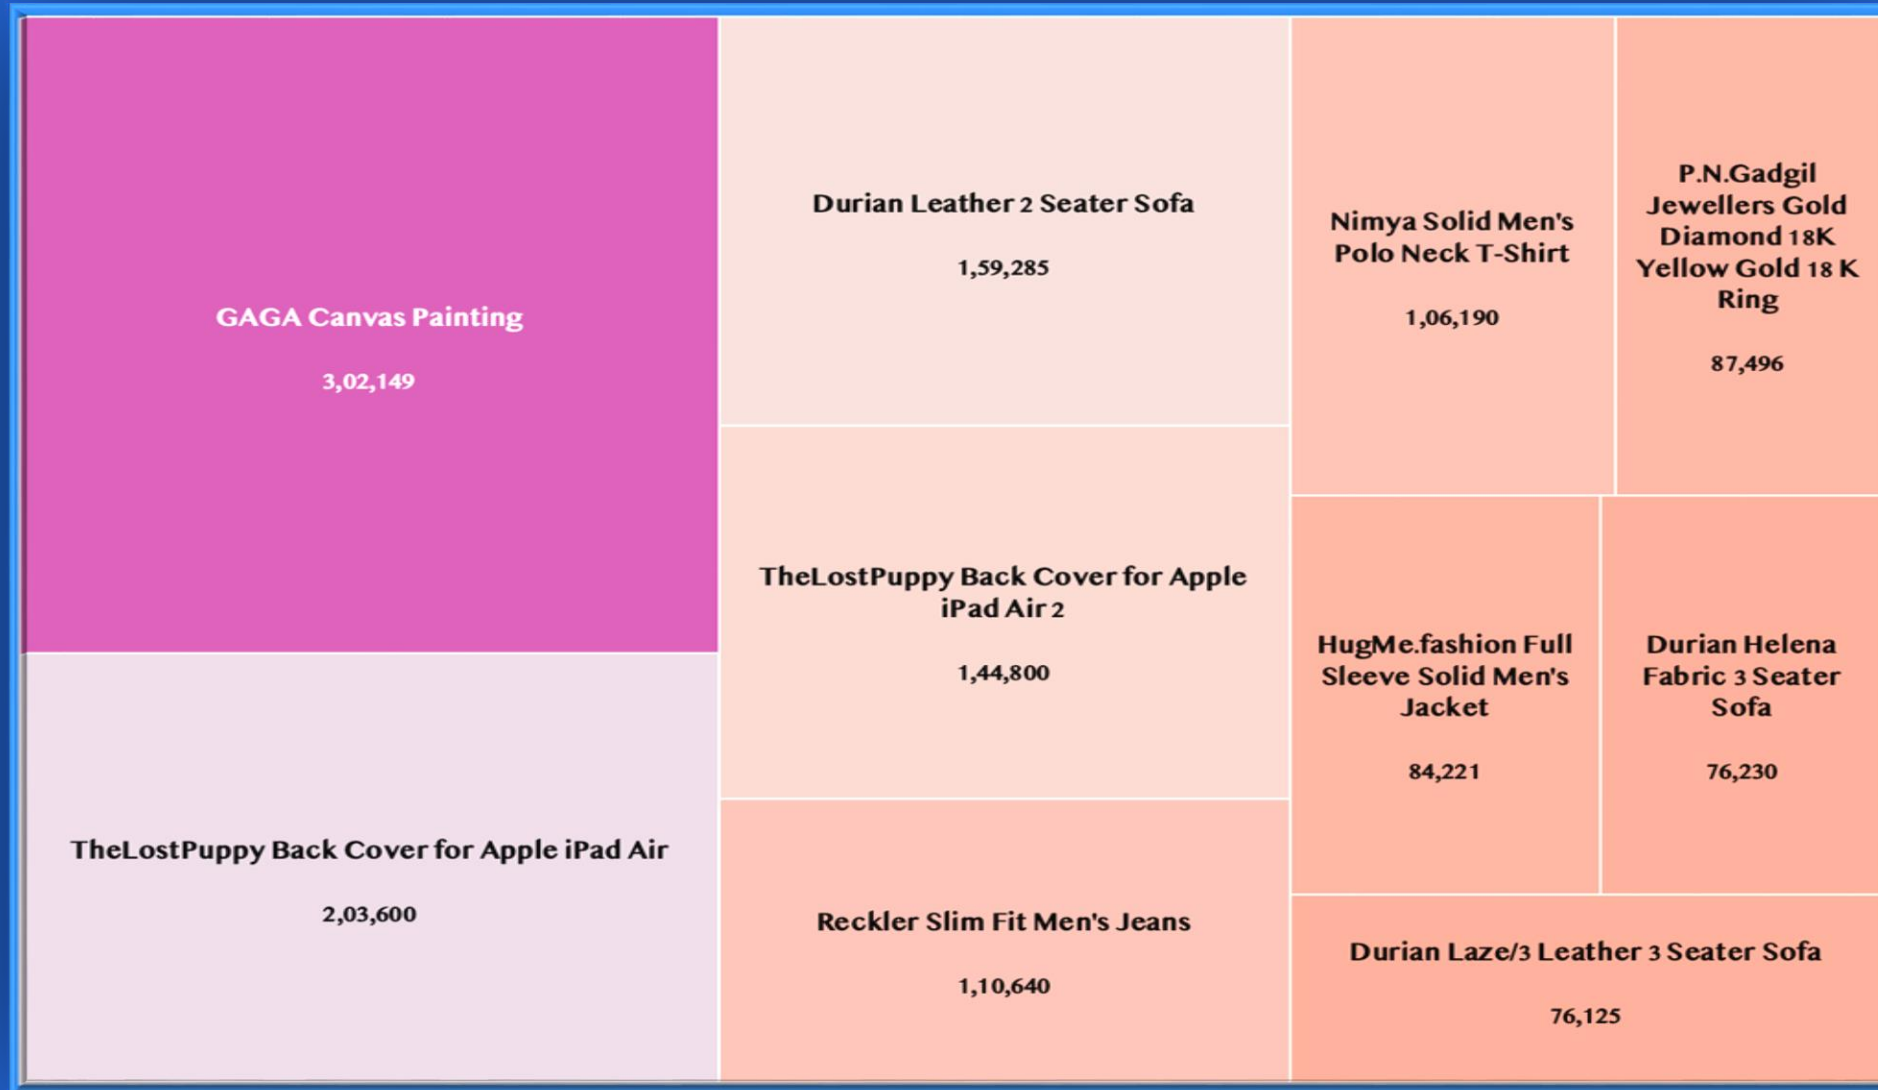 GAGA Canvas Painting
3,02,149
TheLostPuppy Back Cover for Apple iPad Air
2,03,600
Durian Leather 2 Seater Sofa
1,59,285
TheLostPuppy Back Cover for Apple
iPad Air 2
1,44,800
Reckler Slim Fit Men's Jeans
1,10,640
Nimya Solid Men's
Polo Neck T-Shirt
1,06,190
P.N.Gadgil
Jewellers Gold
Diamond 18K
Yellow Gold 18 K
Ring
87,496
HugMe.fashion Full
Sleeve Solid Men's
Jacket
84,221
Durian Helena
Fabric 3 Seater
Sofa
76,230
Durian Laze/3 Leather 3 Seater Sofa
76,125